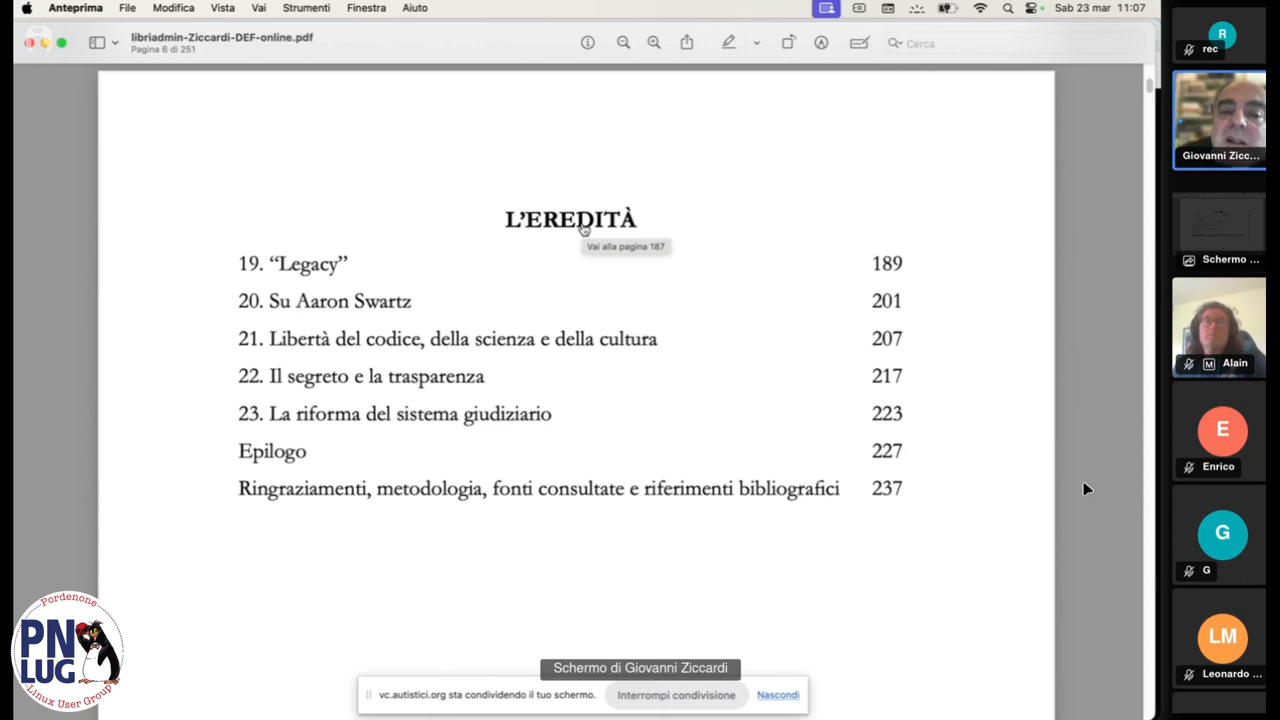 Anteprima File Modifica Vista Vai Strumenti Finestra Aiuto Sab 23 mar 11:07
libriadmin-Ziccardi-DEF-online.pdf
Pagina 6 di 251
Cerca
L'EREDITÀ
Vai alla pagina 187
19. “Legacy” 189
20. Su Aaron Swartz 201
21. Libertà del codice, della scienza e della cultura 207
22. Il segreto e la trasparenza 217
23. La riforma del sistema giudiziario 223
Epilogo 227
Ringraziamenti, metodologia, fonti consultate e riferimenti bibliografici 237
Schermo di Giovanni Ziccardi
vc.autistici.org sta condividendo il tuo schermo. Interrompi condivisione Nascondi
Pordenone
PN
LUG
Linux User Group
R
rec
Giovanni Zicc...
Schermo ...
M Alain
E
Enrico
G
G
LM
Leonardo ...